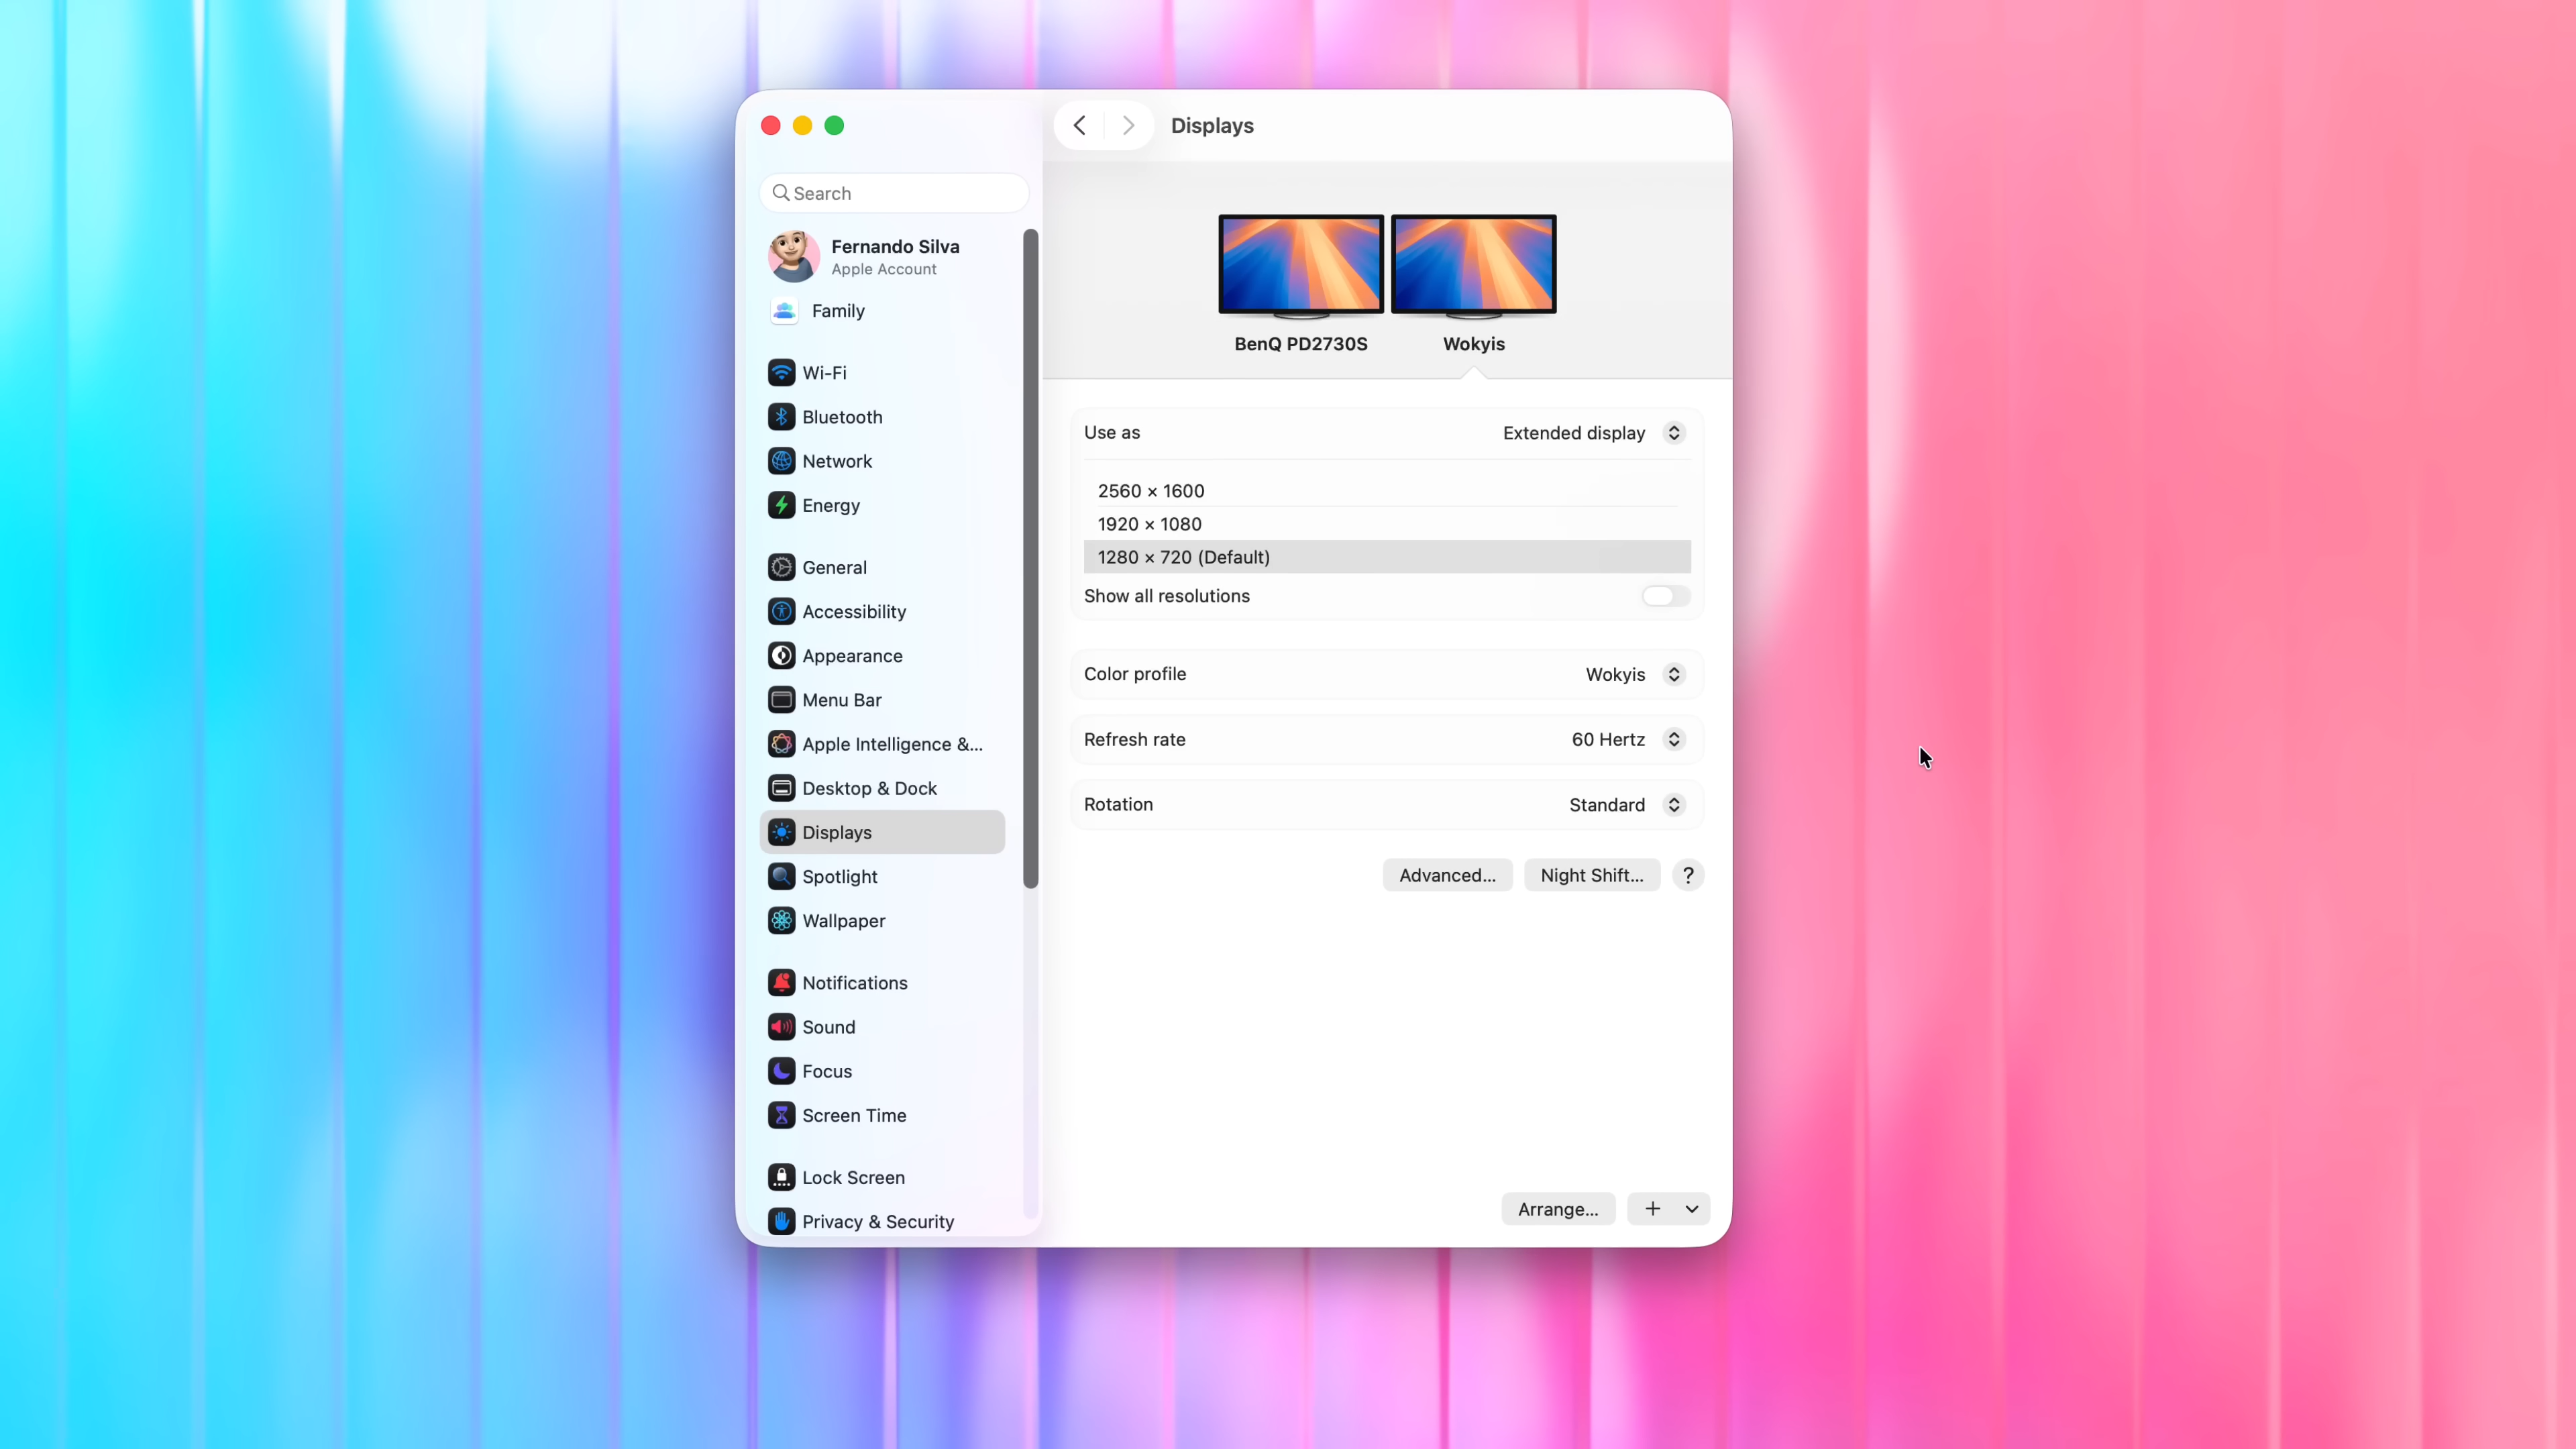 Search
Fernando Silva
Apple Account
Family
Wi-Fi
Bluetooth
Network
Energy
General
Accessibility
Appearance
Menu Bar
Apple Intelligence &...
Desktop & Dock
Displays
Spotlight
Wallpaper
Notifications
Sound
Focus
Screen Time
Lock Screen
Privacy & Security
Displays
BenQ PD2730S
Wokyis
Use as
Extended display
2560 × 1600
1920 × 1080
1280 × 720 (Default)
Show all resolutions
Color profile
Wokyis
Refresh rate
60 Hertz
Rotation
Standard
Advanced...
Night Shift...
?
Arrange...
+